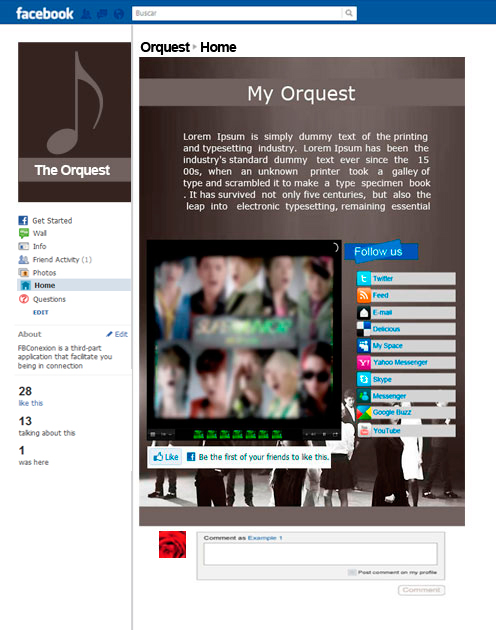 facebook
Buscar
Orquest Home
The Orquest
My Orquest
Lorem Ipsum is simply dummy text of the printing
and typesetting industry. Lorem Ipsum has been the
industry's standard dummy text ever since the 15
00s, when an unknown printer took a galley of
type and scrambled it to make a type specimen book
. It has survived not only five centuries, but also the
leap into electronic typesetting, remaining essential
Get Started
Wall
Info
Friend Activity (1)
Photos
Home
Questions
EDIT
About
Edit
FBConexion is a third-part
application that facilitate you
being in connection
28
like this
13
talking about this
1
was here
Follow us
Twitter
Feed
E-mail
Delicious
My Space
Yahoo Messenger
Skype
Messenger
Google Buzz
YouTube
Like
Be the first of your friends to like this.
Comment as Example 1
Post comment on my profile
Comment